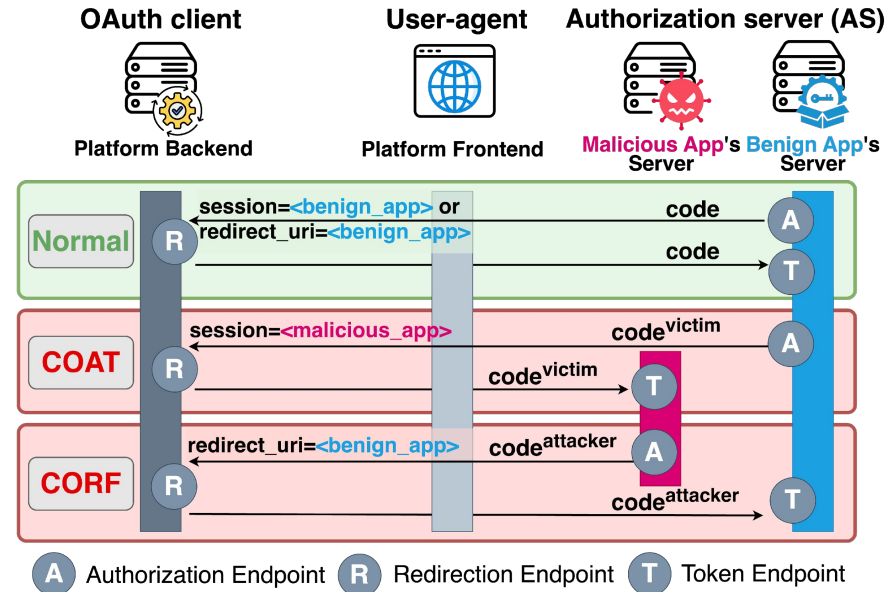 OAuth client
User-agent
Authorization server (AS)
Platform Backend
Platform Frontend
Malicious App's
Server
Benign App's
Server
Normal
session=<benign_app> or
redirect_uri=<benign_app>
code
code
R
A
T
COAT
session=<malicious_app>
code^victim
code^victim
R
A
T
CORF
redirect_uri=<benign_app>
code^attacker
code^attacker
R
A
T
A Authorization Endpoint
R Redirection Endpoint
T Token Endpoint